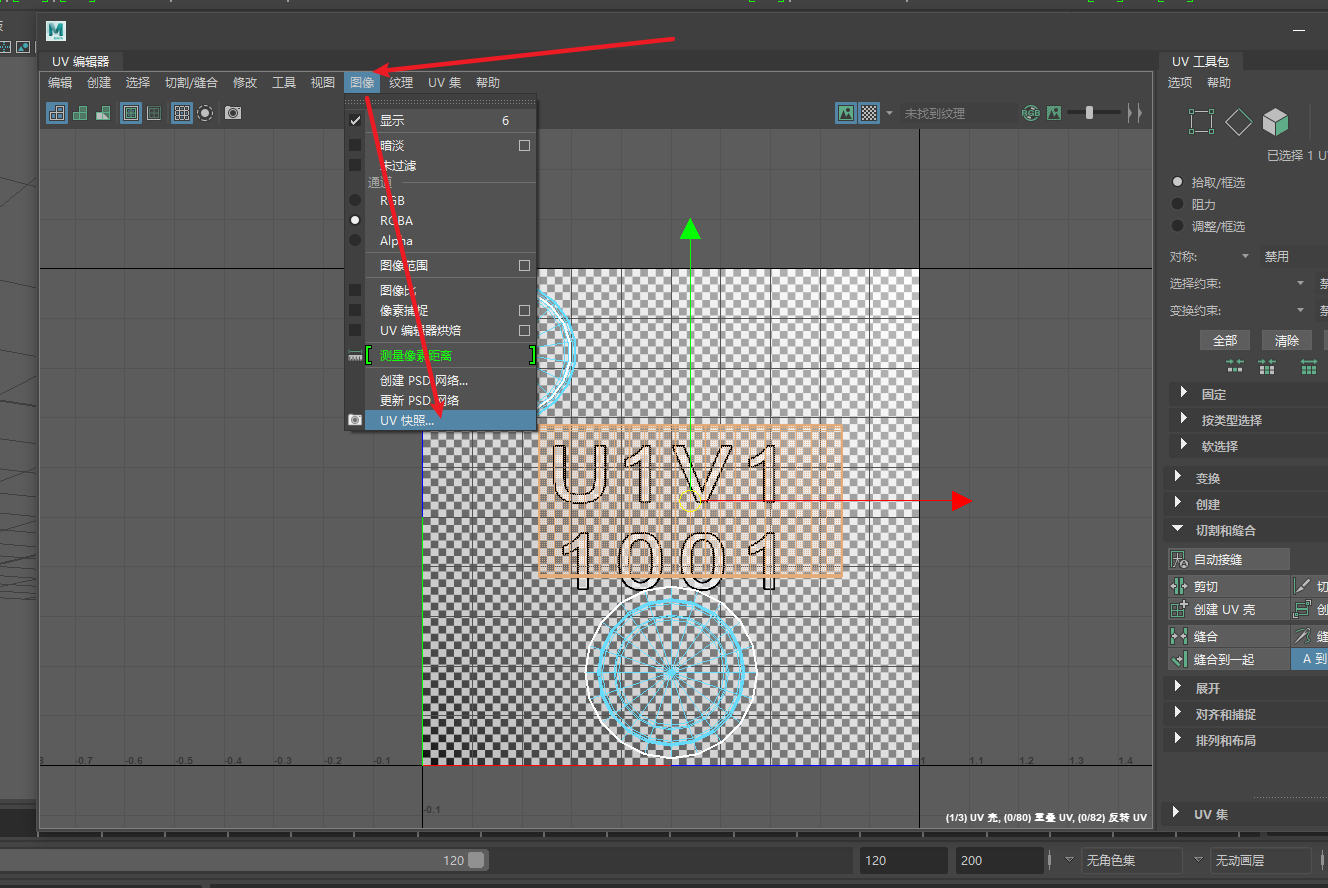 板
UV 编辑器
编辑 创建 选择 切割/缝合 修改 工具 视图 图像 纹理 UV 集 帮助
未找到纹理
显示 6
暗淡
未过滤
通道
RGB
RGBA
Alpha
图像范围
图像比
像素捕捉
UV 编辑器烘焙
测量像素距离
创建 PSD 网络...
更新 PSD 网络
UV 快照...
U1V1
1001
-0.7 -0.6 -0.5 -0.4 -0.3 -0.2 -0.1 1 1.1 1.2 1.3 1.4
-0.1
(1/3) UV 壳, (0/80) 重叠 UV, (0/82) 反转 UV
UV 工具包
选项 帮助
已选择 1 U
拾取/框选
阻力
调整/框选
对称: 禁用
选择约束: 禁
变换约束: 禁
全部 清除
固定
按类型选择
软选择
变换
创建
切割和缝合
自动接缝
剪切 切
创建 UV 壳 创
缝合 缝
缝合到一起 A 到
展开
对齐和捕捉
排列和布局
UV 集
120 120 200 无角色集 无动画层